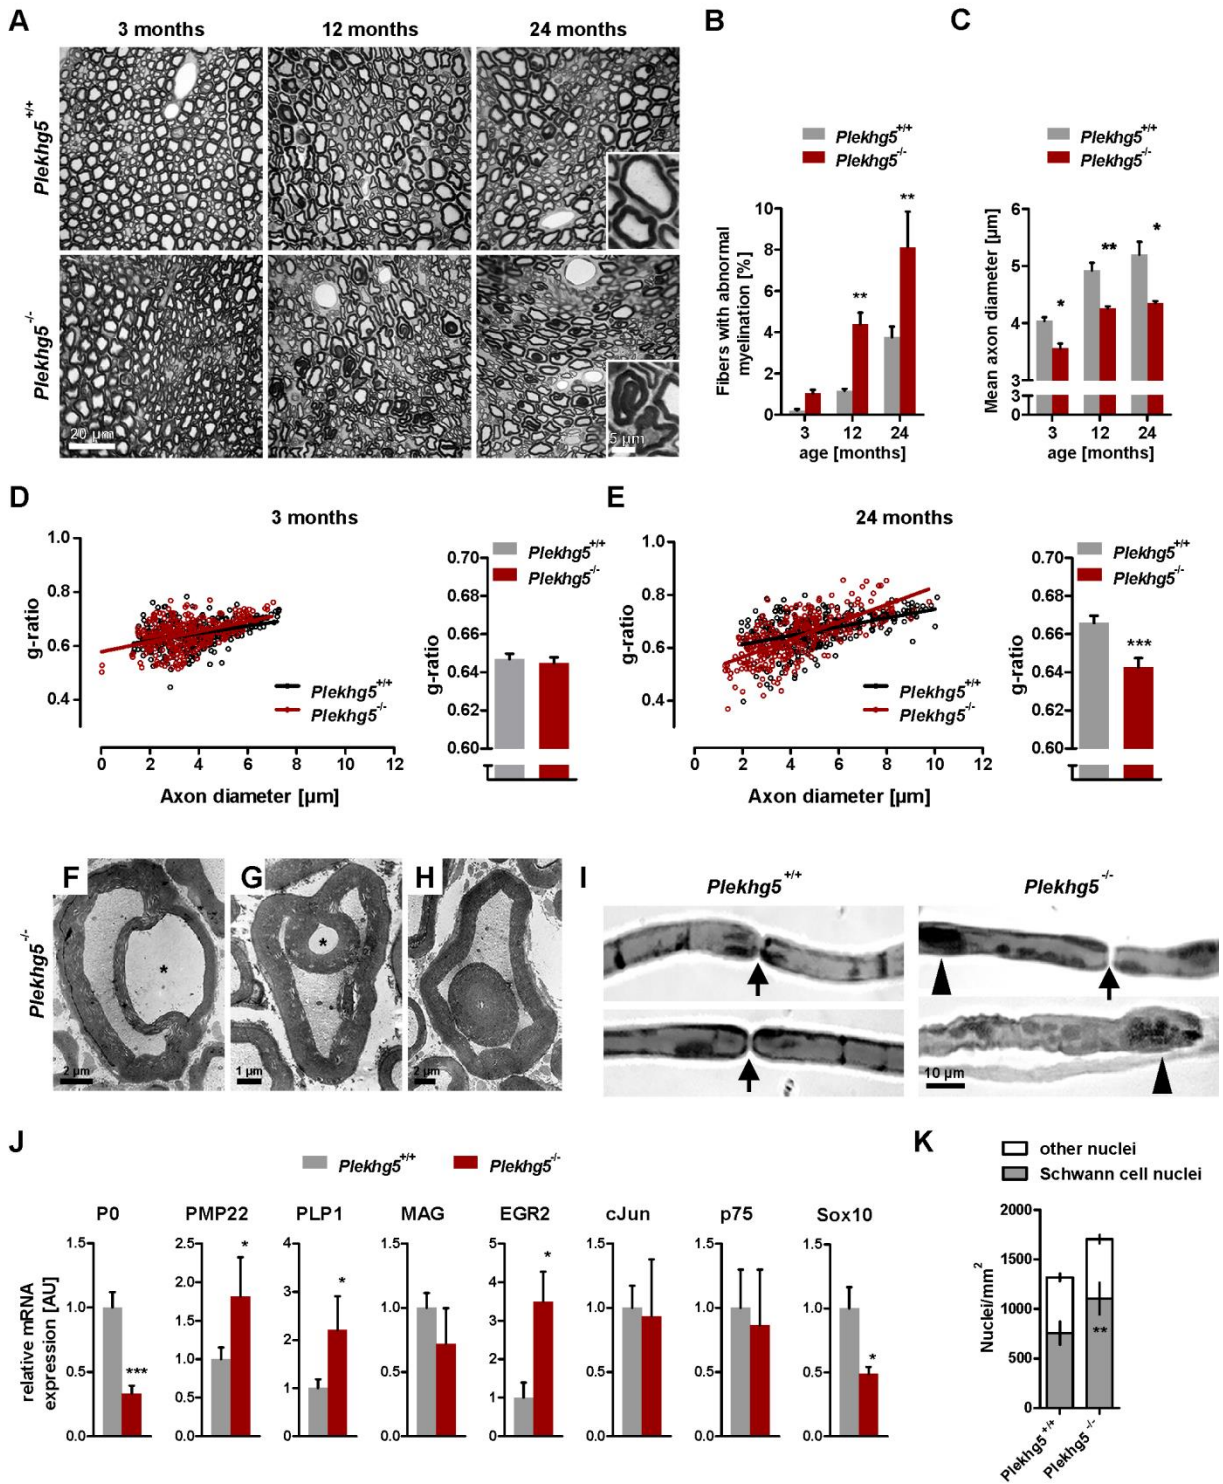 A
3 months
12 months
24 months
Plekhg5+/+
Plekhg5-/-
20 µm
5 µm
B
Plekhg5+/+
Plekhg5-/-
Fibers with abnormal
myelination [%]
10
8
6
4
2
0
**
**
3
12
24
age [months]
C
Plekhg5+/+
Plekhg5-/-
Mean axon diameter [µm]
6
5
4
3
3
0
*
**
*
3
12
24
age [months]
D
3 months
g-ratio
1.0
0.8
0.6
0.4
Plekhg5+/+
Plekhg5-/-
0 2 4 6 8 10 12
Axon diameter [µm]
Plekhg5+/+
Plekhg5-/-
g-ratio
0.70
0.68
0.66
0.64
0.62
0.60
E
24 months
g-ratio
1.0
0.8
0.6
0.4
Plekhg5+/+
Plekhg5-/-
0 2 4 6 8 10 12
Axon diameter [µm]
Plekhg5+/+
Plekhg5-/-
g-ratio
0.70
0.68
0.66
0.64
0.62
0.60
***
Plekhg5-/-
F
*
2 µm
G
*
1 µm
H
2 µm
I
Plekhg5+/+
Plekhg5-/-
10 µm
J
Plekhg5+/+
Plekhg5-/-
relative mRNA
expression [AU]
P0
1.5
1.0
0.5
0.0
***
PMP22
2.5
2.0
1.5
1.0
0.5
0.0
*
PLP1
4
3
2
1
0
*
MAG
1.5
1.0
0.5
0.0
EGR2
5
4
3
2
1
0
*
cJun
1.5
1.0
0.5
0.0
p75
1.5
1.0
0.5
0.0
Sox10
1.5
1.0
0.5
0.0
*
K
other nuclei
Schwann cell nuclei
Nuclei/mm2
2000
1500
1000
500
0
**
Plekhg5+/+
Plekhg5-/-